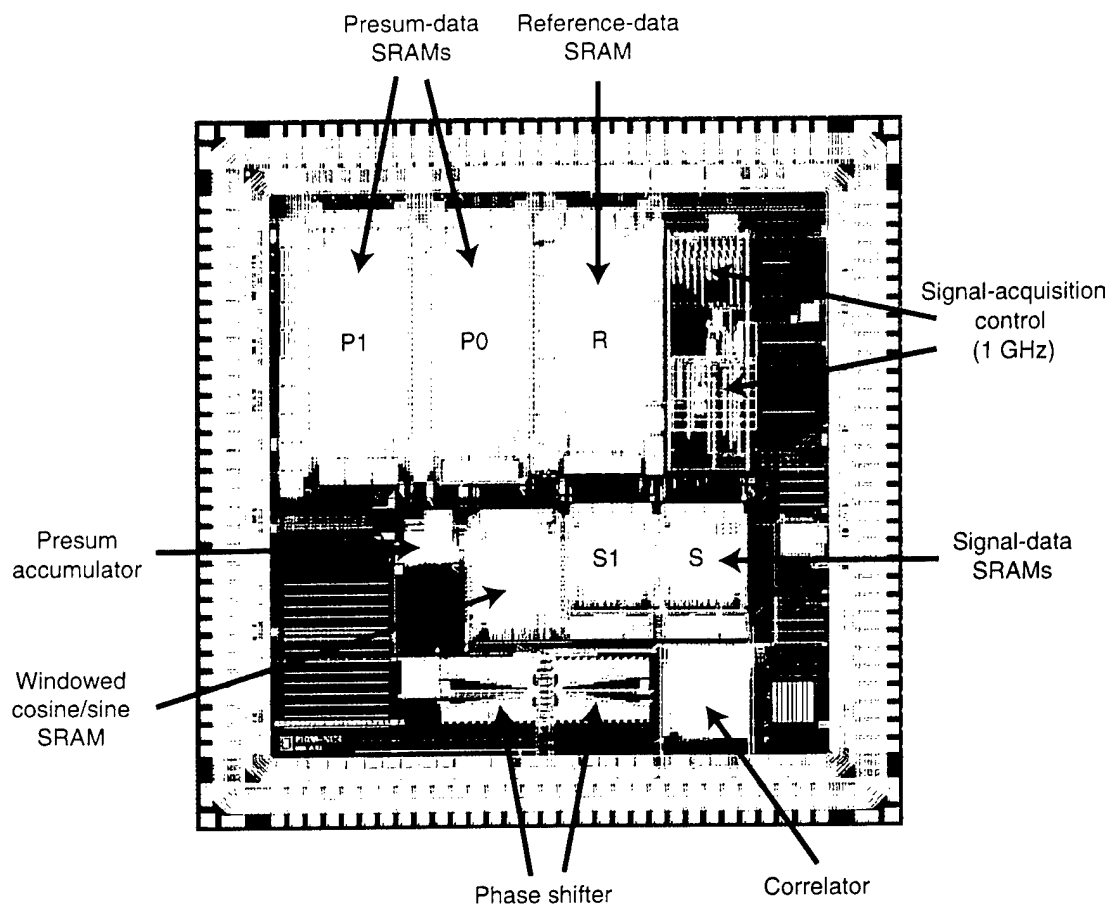 Presum-data
SRAMs
Reference-data
SRAM
Signal-acquisition
control
(1 GHz)
P1
P0
R
Presum
accumulator
S1
S
Signal-data
SRAMs
Windowed
cosine/sine
SRAM
Phase shifter
Correlator